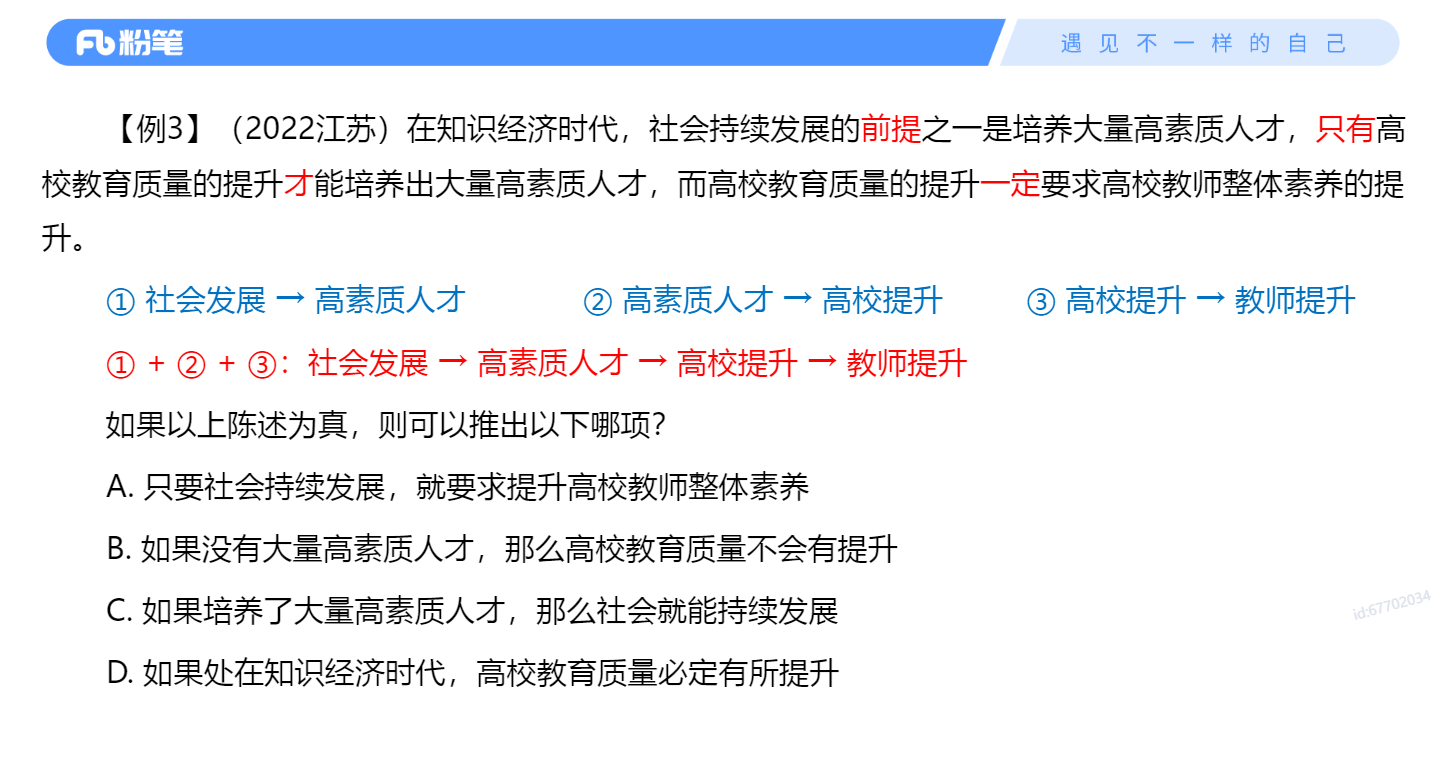 粉笔
遇见不一样的自己
【例3】（2022江苏）在知识经济时代，社会持续发展的前提之一是培养大量高素质人才，只有高
校教育质量的提升才能培养出大量高素质人才，而高校教育质量的提升一定要求高校教师整体素养的提
升。
① 社会发展 → 高素质人才 ② 高素质人才 → 高校提升 ③ 高校提升 → 教师提升
① + ② + ③：社会发展 → 高素质人才 → 高校提升 → 教师提升
如果以上陈述为真，则可以推出以下哪项？
A. 只要社会持续发展，就要求提升高校教师整体素养
B. 如果没有大量高素质人才，那么高校教育质量不会有提升
C. 如果培养了大量高素质人才，那么社会就能持续发展
D. 如果处在知识经济时代，高校教育质量必定有所提升
id:67702034